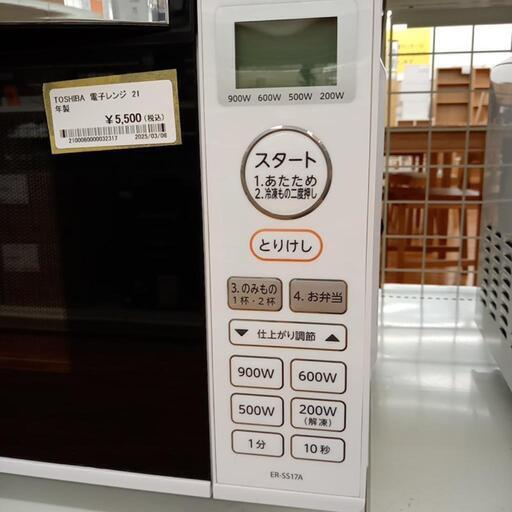 TOSHIBA 電子レンジ 21
年製
¥5,500(税込)
2100080000032317 2025/03/06
900W 600W 500W 200W
スタート
1.あたため
2.冷凍もの二度押し
とりけし
3.のみもの
1杯・2杯
4.お弁当
▼ 仕上がり調節 ▲
900W 600W
500W 200W
(解凍)
1分 10秒
ER-SS17A